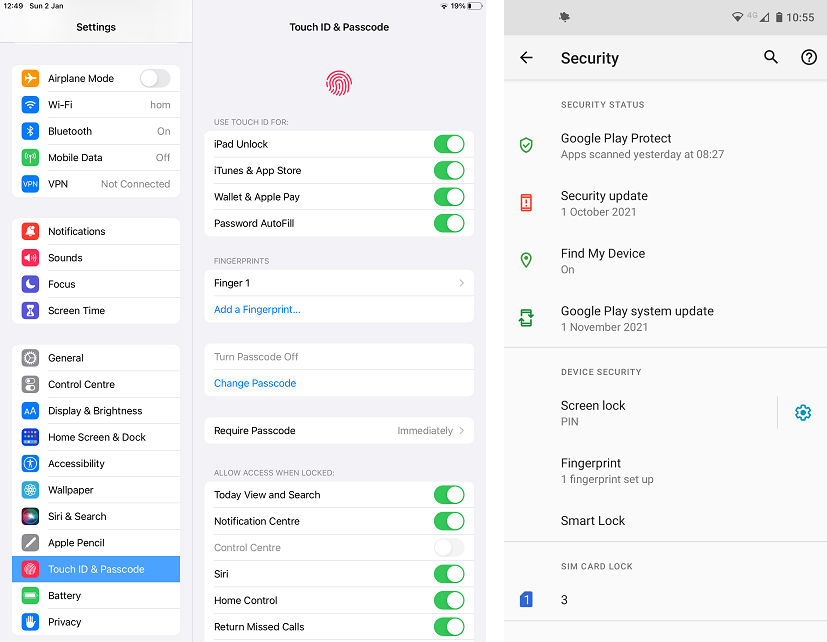 12:49 Sun 2 Jan
19%
Settings
Airplane Mode
Wi-Fi hom
Bluetooth On
Mobile Data Off
VPN VPN Not Connected
Notifications
Sounds
Focus
Screen Time
General
Control Centre
AA Display & Brightness
Home Screen & Dock
Accessibility
Wallpaper
Siri & Search
Apple Pencil
Touch ID & Passcode
Battery
Privacy
Touch ID & Passcode
USE TOUCH ID FOR:
iPad Unlock
iTunes & App Store
Wallet & Apple Pay
Password AutoFill
FINGERPRINTS
Finger 1
Add a Fingerprint...
Turn Passcode Off
Change Passcode
Require Passcode Immediately
ALLOW ACCESS WHEN LOCKED:
Today View and Search
Notification Centre
Control Centre
Siri
Home Control
Return Missed Calls
4G 10:55
Security
SECURITY STATUS
Google Play Protect
Apps scanned yesterday at 08:27
Security update
1 October 2021
Find My Device
On
Google Play system update
1 November 2021
DEVICE SECURITY
Screen lock
PIN
Fingerprint
1 fingerprint set up
Smart Lock
SIM CARD LOCK
1 3